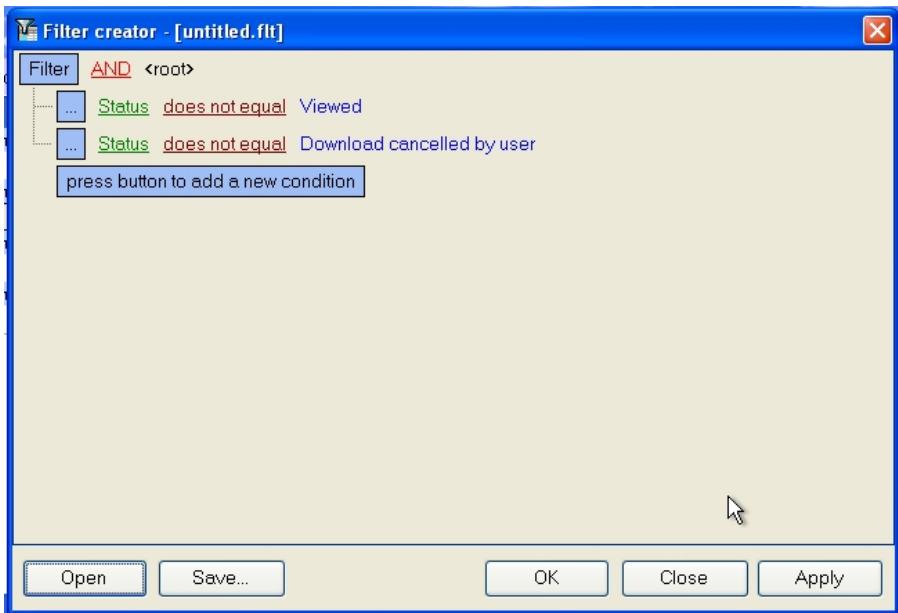 Filter creator - [untitled.flt]
Filter AND <root>
... Status does not equal Viewed
... Status does not equal Download cancelled by user
press button to add a new condition
Open Save... OK Close Apply